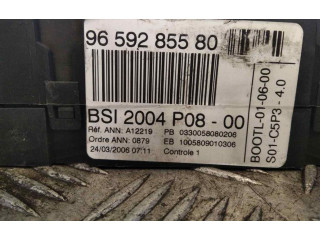 96 592 855 80
BSI 2004 P08 - 00
Réf. ANN: A12219 PB 0330058080206
Ordre ANN: 0879 EB 1005809010306
24/03/2006 07:11 Controle 1
BOOTL-01-06-00
S01-C5P3 - 4.0